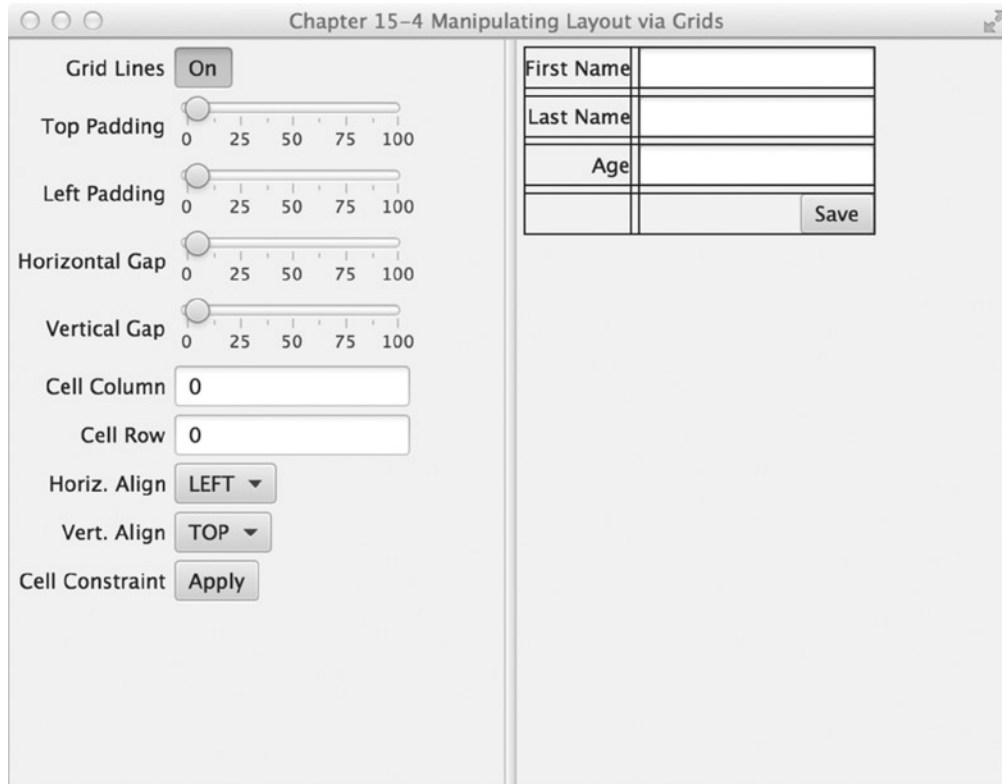 Chapter 15-4 Manipulating Layout via Grids
Grid Lines On
Top Padding
0 25 50 75 100
Left Padding
0 25 50 75 100
Horizontal Gap
0 25 50 75 100
Vertical Gap
0 25 50 75 100
Cell Column 0
Cell Row 0
Horiz. Align LEFT
Vert. Align TOP
Cell Constraint Apply
First Name
Last Name
Age
Save